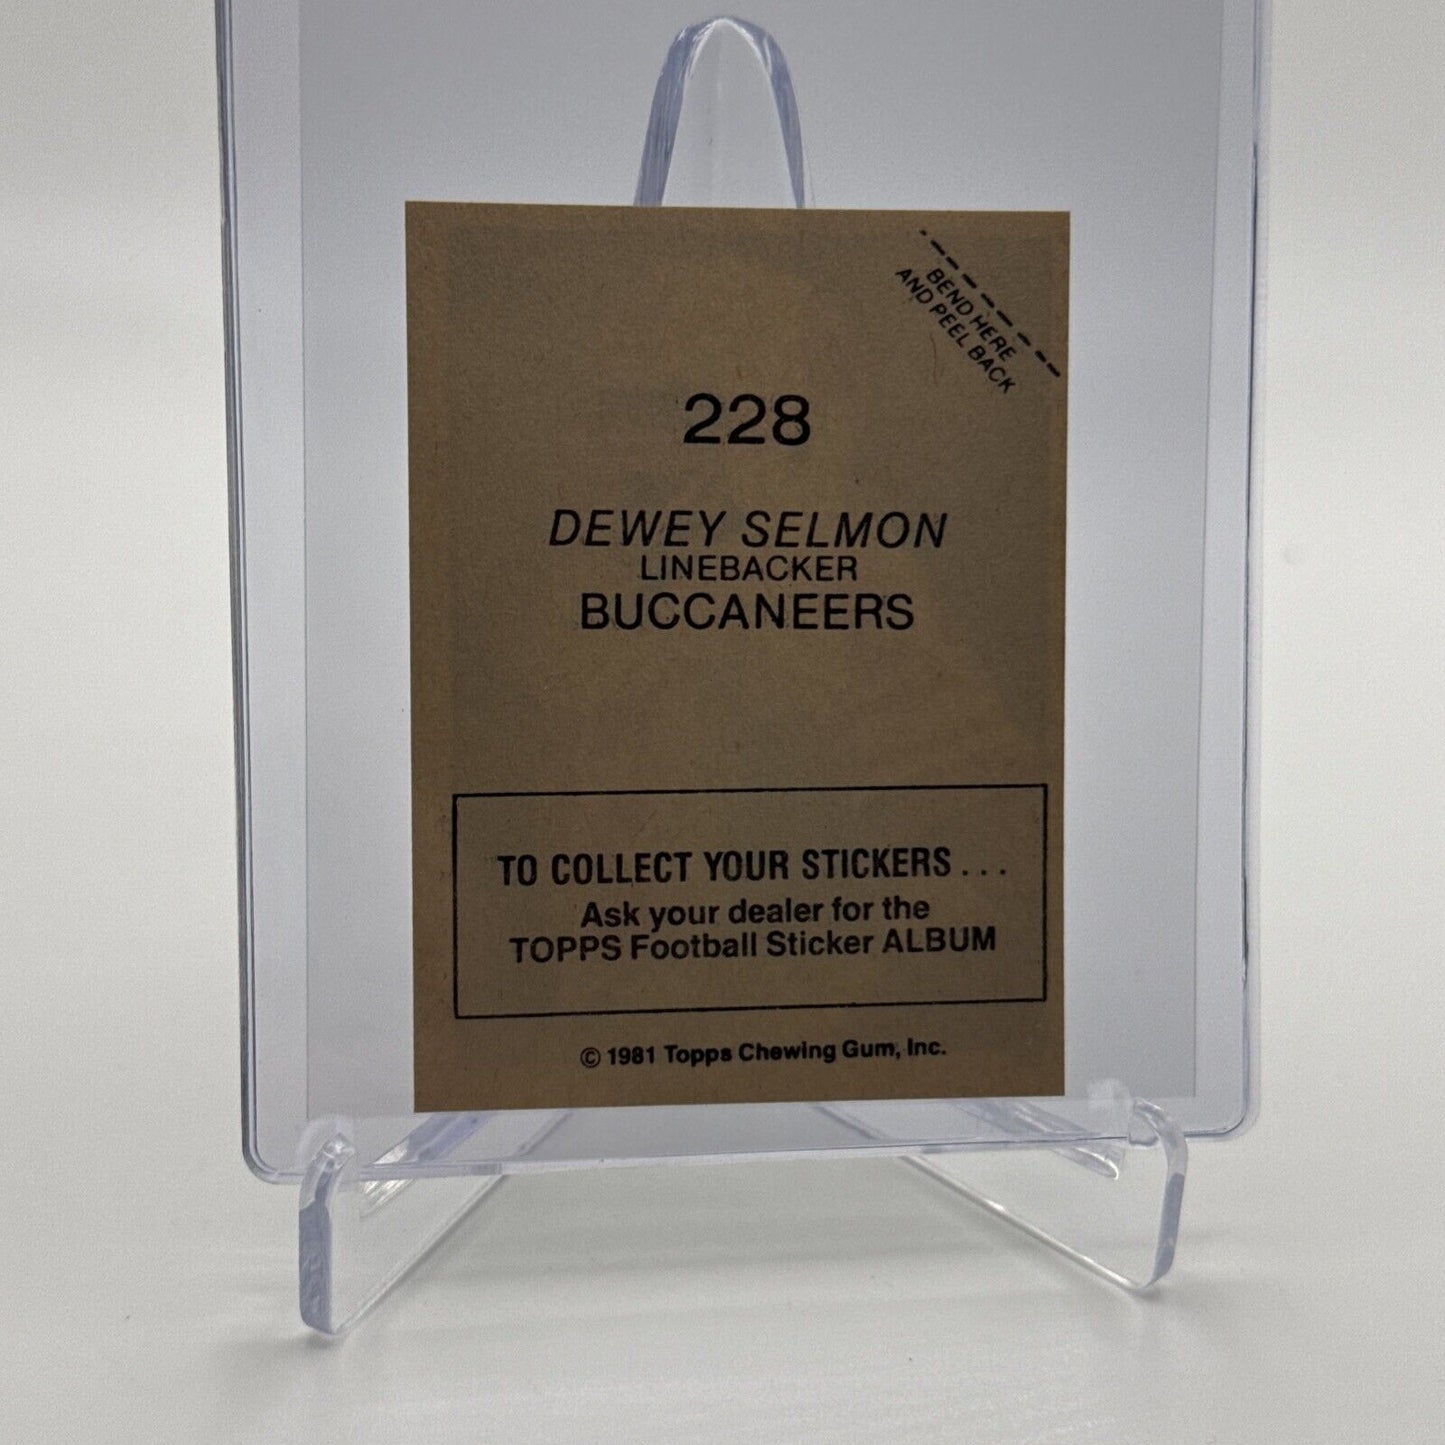 BEND HERE
AND PEEL BACK
228
DEWEY SELMON
LINEBACKER
BUCCANEERS
TO COLLECT YOUR STICKERS . . .
Ask your dealer for the
TOPPS Football Sticker ALBUM
© 1981 Topps Chewing Gum, Inc.